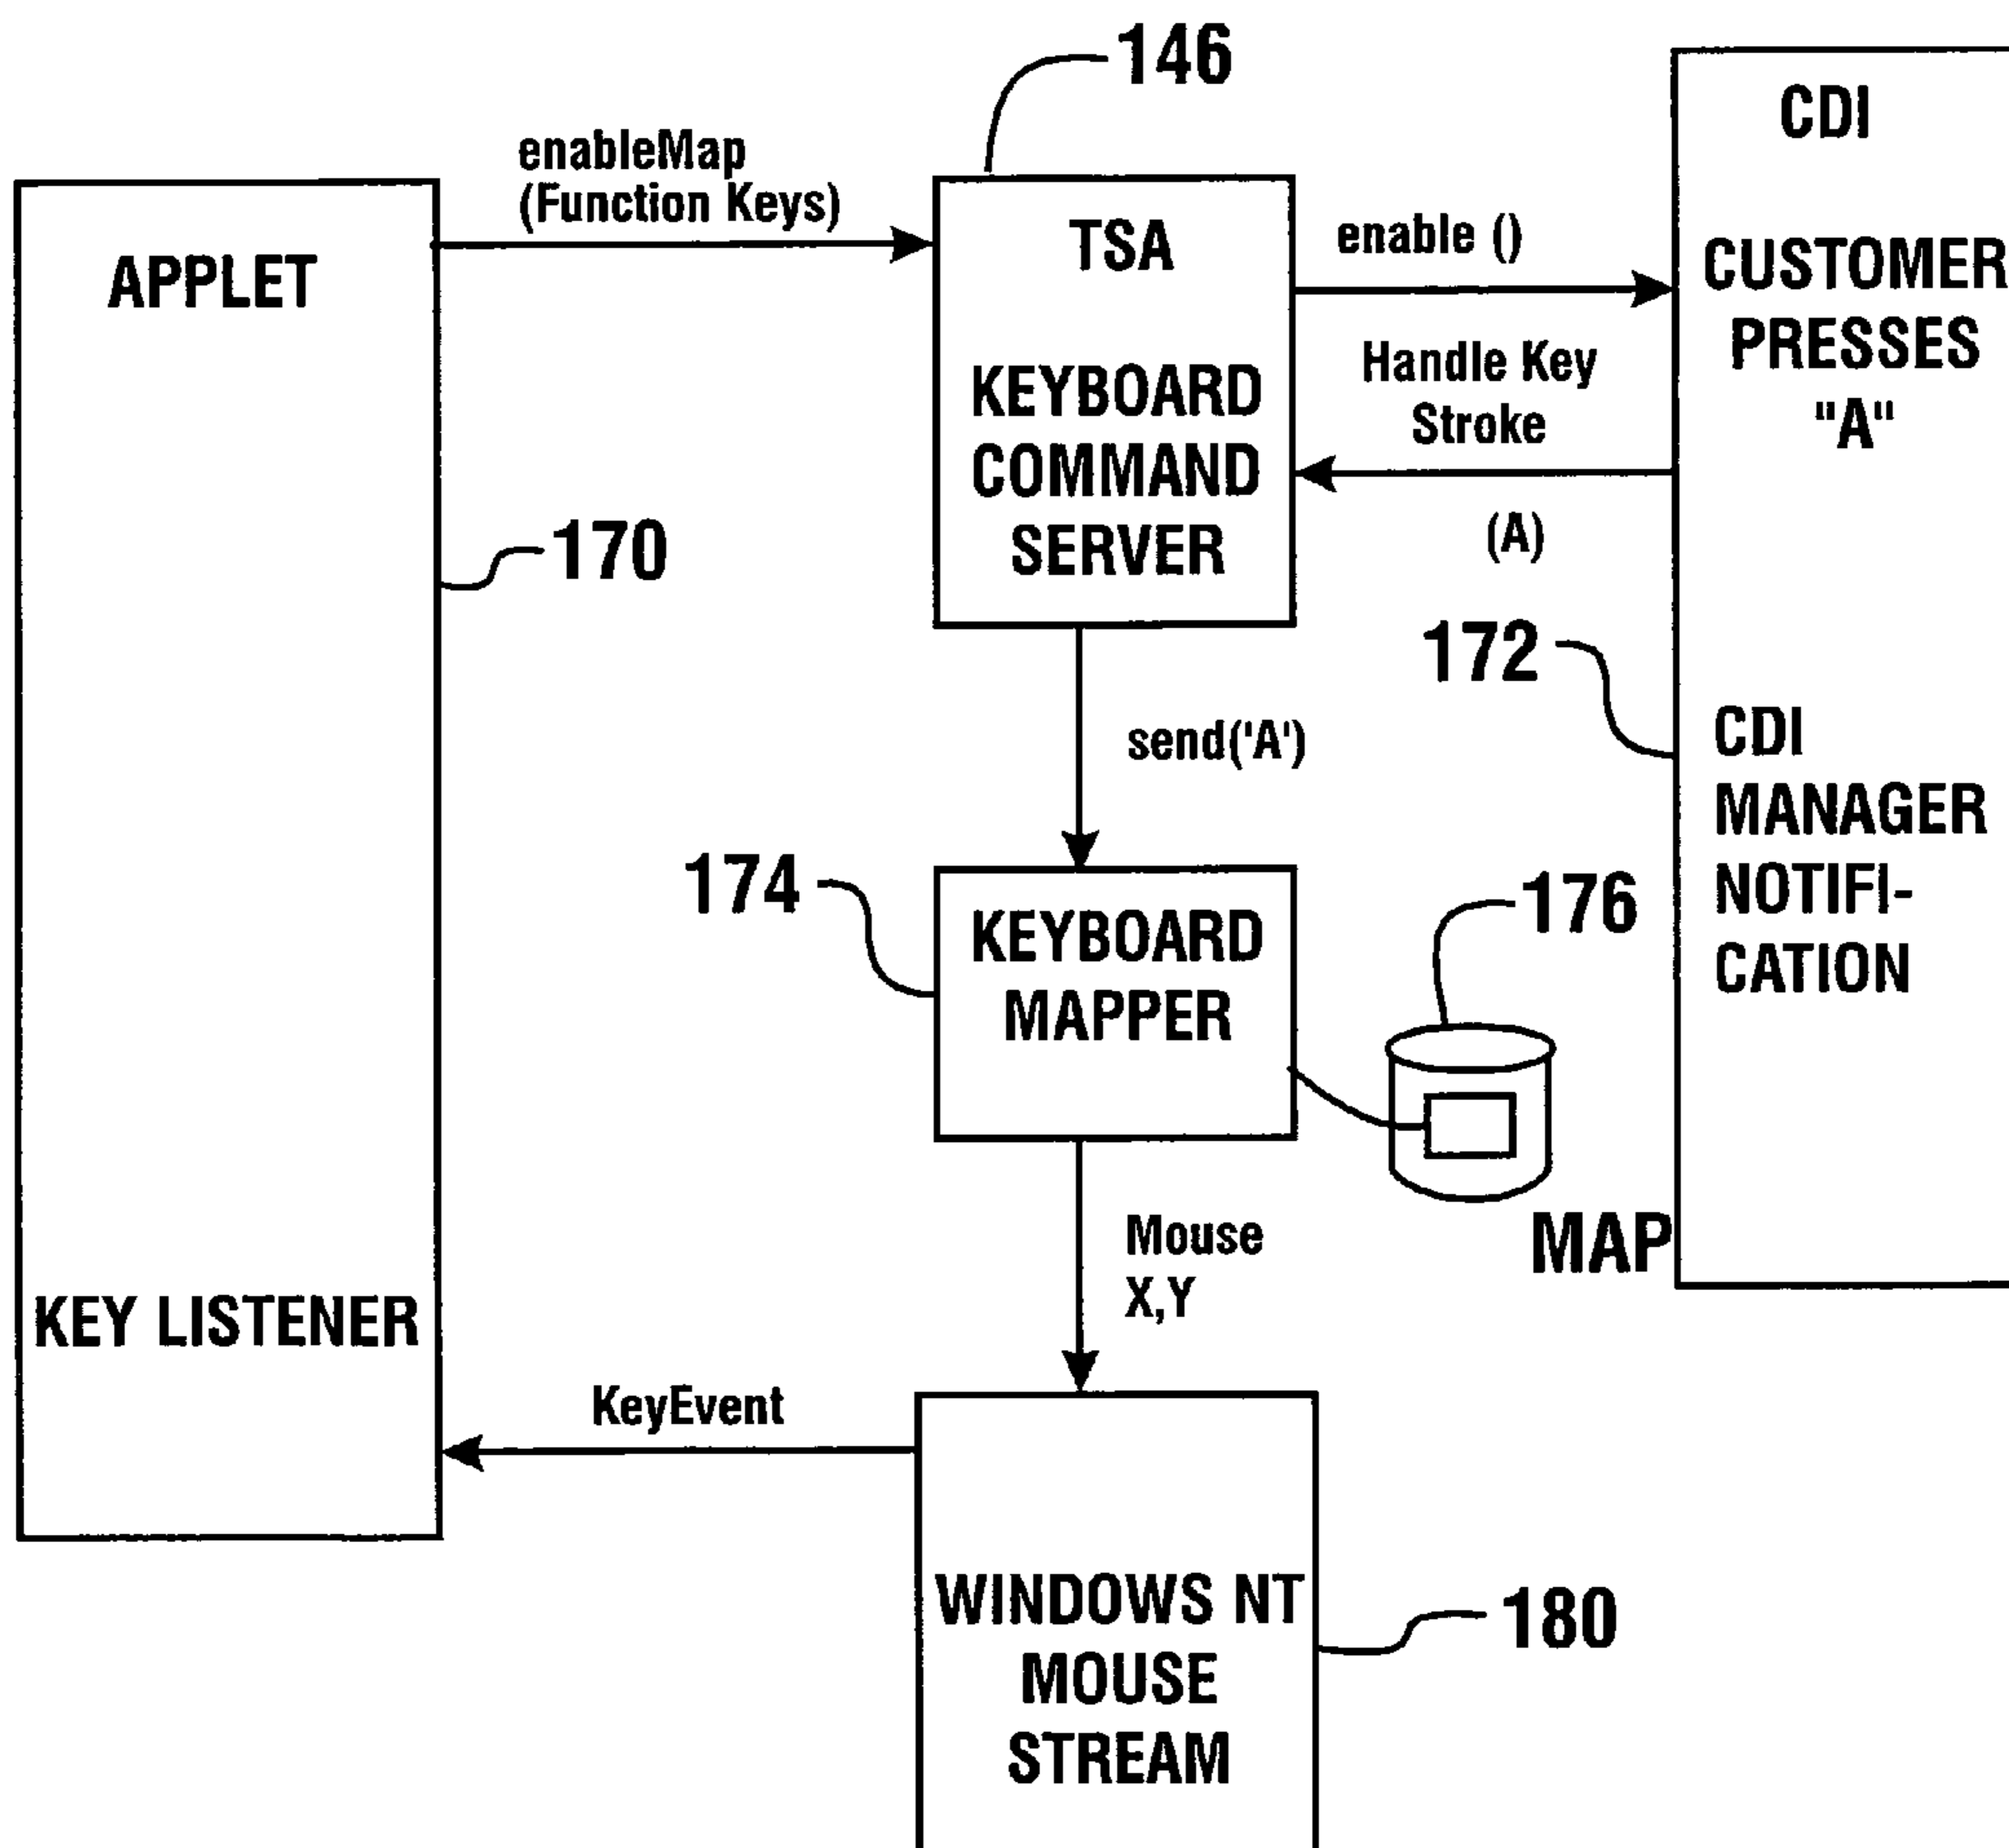 146
CDI
CUSTOMER
PRESSES
"A"
enableMap
(Function Keys)
APPLET
TSA
KEYBOARD
COMMAND
SERVER
enable ()
Handle Key
Stroke
(A)
170
172
CDI
MANAGER
NOTIFI-
CATION
send('A')
174
KEYBOARD
MAPPER
176
MAP
Mouse
X,Y
KEY LISTENER
KeyEvent
WINDOWS NT
MOUSE
STREAM
180